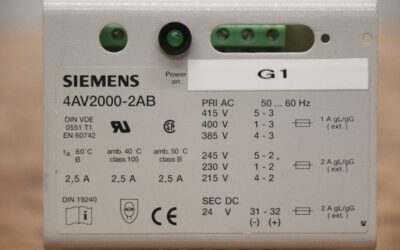 Power
on
G1
SIEMENS
4AV2000-2AB
DIN VDE
0551 T1
EN 60742
ta 60°C
B
amb. 40°C
class 105
amb. 50°C
class
B
2,5 A 2,5 A 2,5 A
DIN 19240
PRI AC 50 ... 60 Hz
415 V 5 - 3
400 V 1 - 3
385 V 4 - 3
1 A gL/gG
( ext. )
245 V 5 - 2
230 V 1 - 2
215 V 4 - 2
2 A gL/gG
( ext. )
SEC DC
24 V 31 - 32
(-) (+)
2 A gL/gG
( ext. )
CE